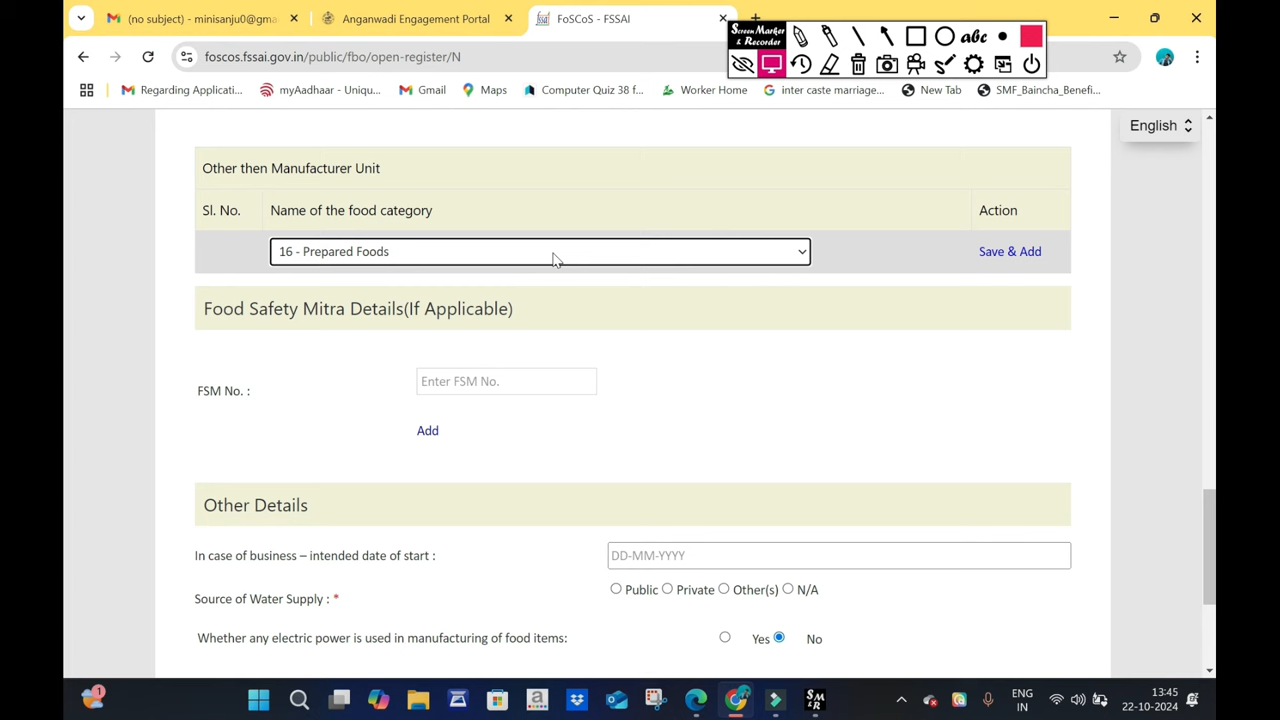 (no subject) - minisanju0@gma
Anganwadi Engagement Portal
FoSCoS - FSSAI
Screen Marker & Recorder
abc
foscos.fssai.gov.in/public/fbo/open-register/N
Regarding Applicati...
myAadhaar - Uniqu...
Gmail
Maps
Computer Quiz 38 f...
Worker Home
inter caste marriage...
New Tab
SMF_Baincha_Benefi...
English
Other then Manufacturer Unit
Sl. No.
Name of the food category
Action
16 - Prepared Foods
Save & Add
Food Safety Mitra Details(If Applicable)
FSM No. :
Enter FSM No.
Add
Other Details
In case of business – intended date of start :
DD-MM-YYYY
Source of Water Supply : *
Public Private Other(s) N/A
Whether any electric power is used in manufacturing of food items:
Yes No
1
SM &R
ENG
IN
13:45
22-10-2024